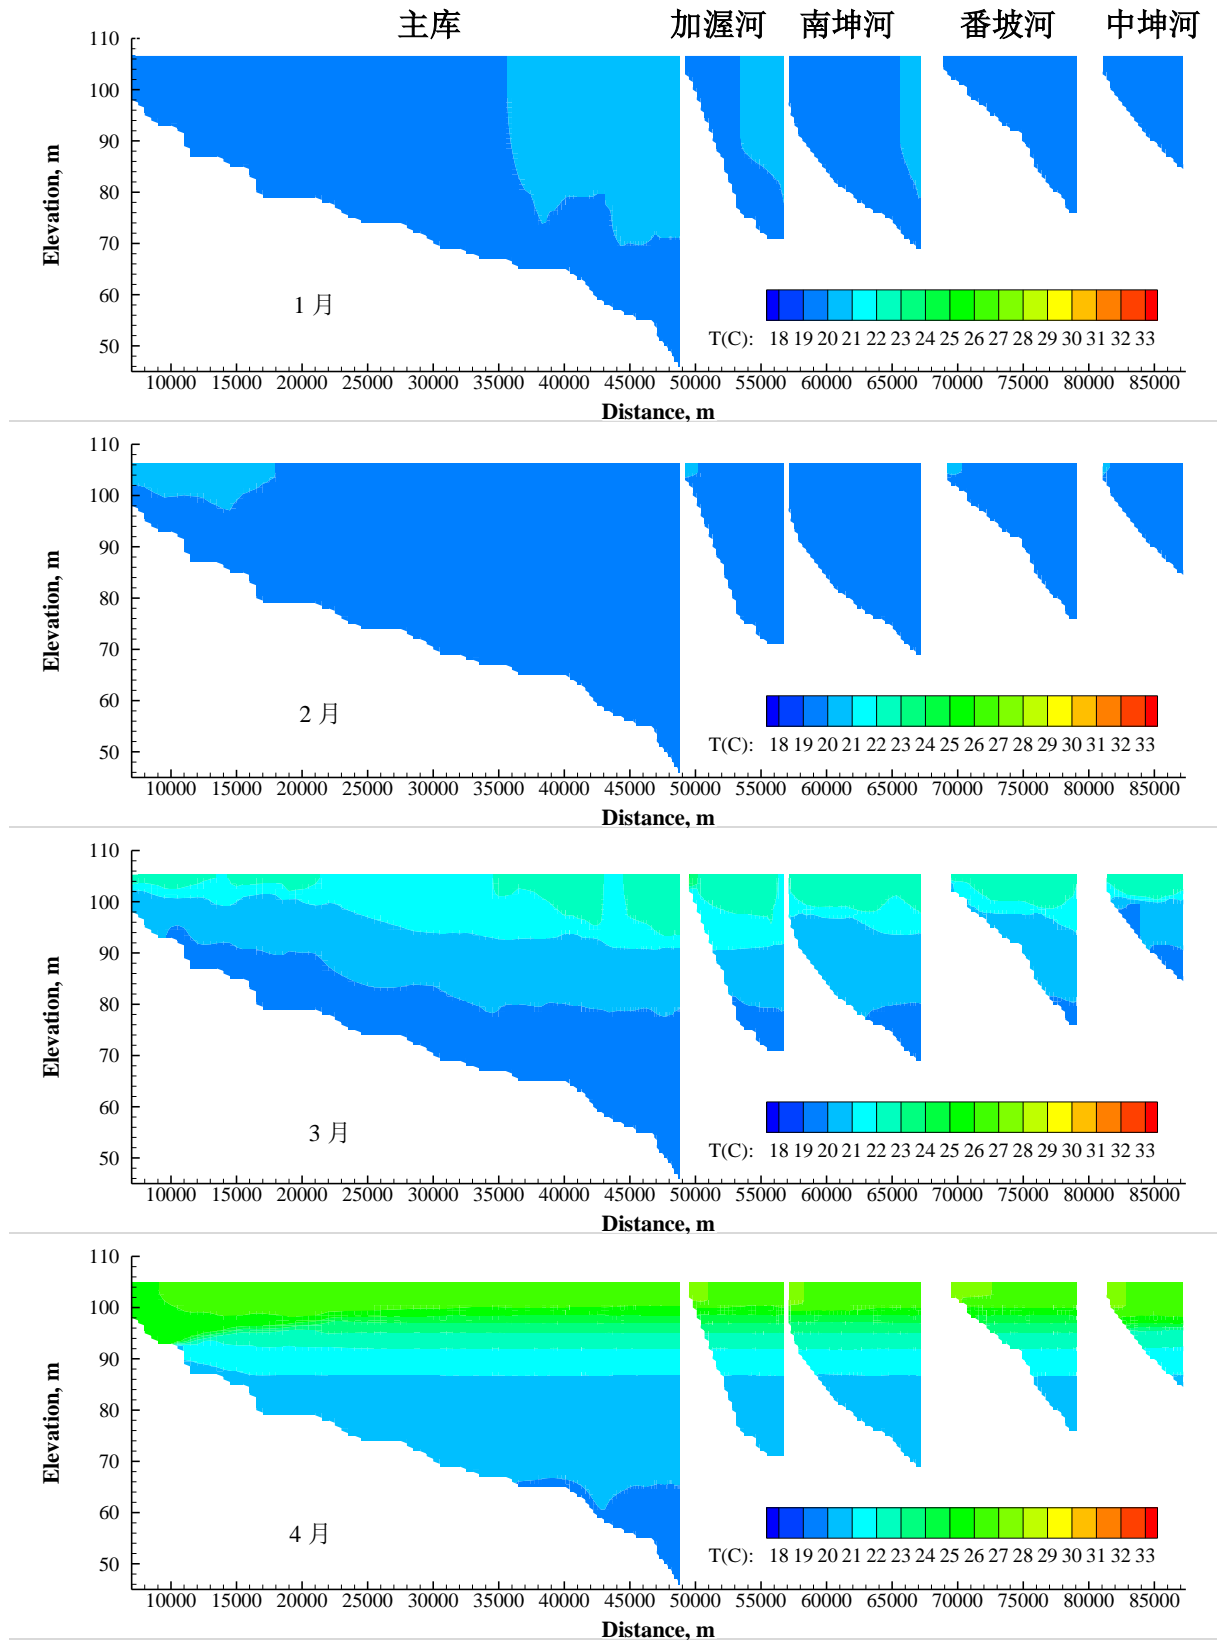 主库 加渥河 南坤河 番坡河 中坤河
110
100
90
80
70
60
50
Elevation, m
1 月
T(C): 18 19 20 21 22 23 24 25 26 27 28 29 30 31 32 33
10000 15000 20000 25000 30000 35000 40000 45000 50000 55000 60000 65000 70000 75000 80000 85000
Distance, m
110
100
90
80
70
60
50
Elevation, m
2 月
T(C): 18 19 20 21 22 23 24 25 26 27 28 29 30 31 32 33
10000 15000 20000 25000 30000 35000 40000 45000 50000 55000 60000 65000 70000 75000 80000 85000
Distance, m
110
100
90
80
70
60
50
Elevation, m
3 月
T(C): 18 19 20 21 22 23 24 25 26 27 28 29 30 31 32 33
10000 15000 20000 25000 30000 35000 40000 45000 50000 55000 60000 65000 70000 75000 80000 85000
Distance, m
110
100
90
80
70
60
50
Elevation, m
4 月
T(C): 18 19 20 21 22 23 24 25 26 27 28 29 30 31 32 33
10000 15000 20000 25000 30000 35000 40000 45000 50000 55000 60000 65000 70000 75000 80000 85000
Distance, m